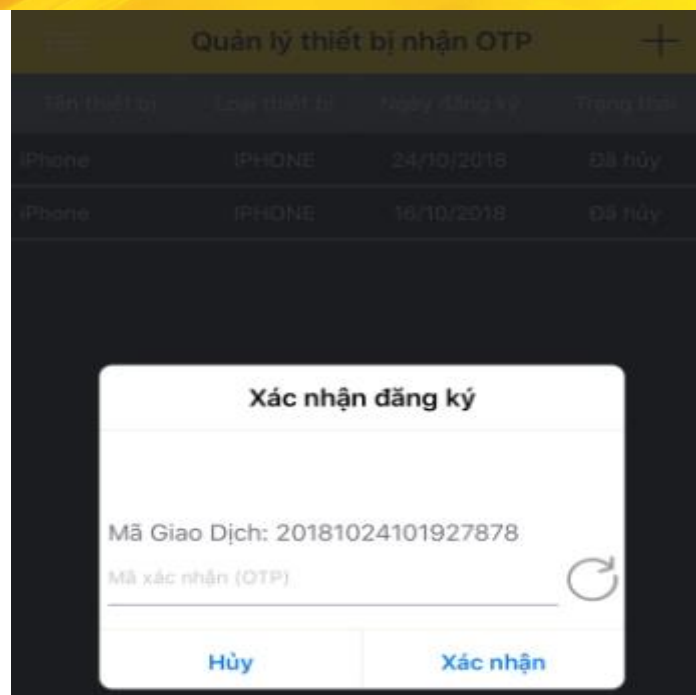 Quản lý thiết bị nhận OTP
Tên thiết bị Loại thiết bị Ngày đăng ký Trạng thái
iPhone IPHONE 24/10/2018 Đã hủy
iPhone IPHONE 16/10/2018 Đã hủy
Xác nhận đăng ký
Mã Giao Dịch: 20181024101927878
Mã xác nhận (OTP)
Hủy Xác nhận